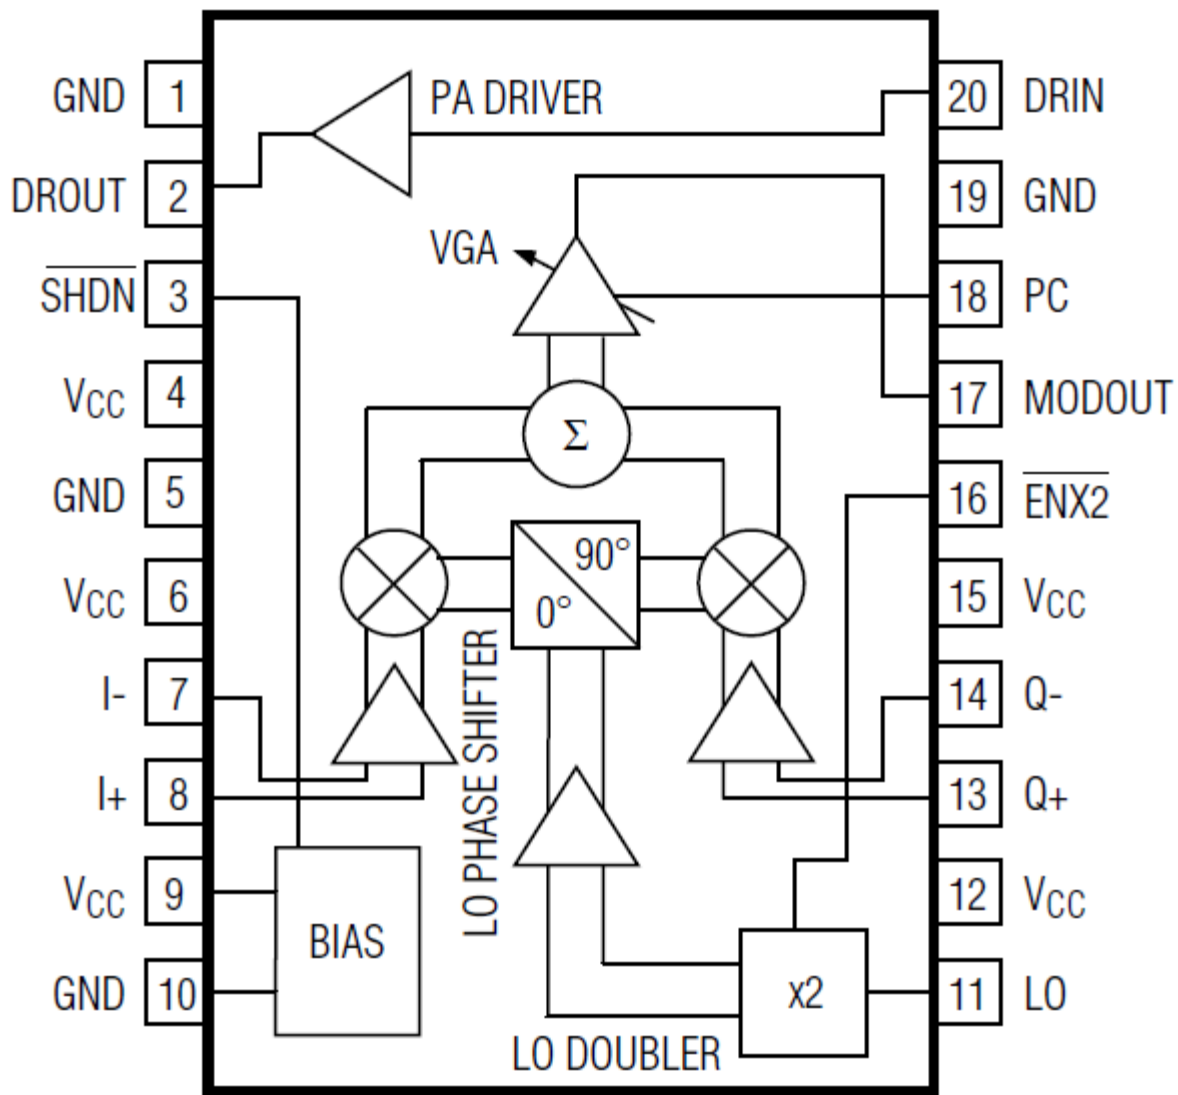 GND 1
DROUT 2
SHDN 3
VCC 4
GND 5
VCC 6
I- 7
I+ 8
VCC 9
GND 10
PA DRIVER
VGA
Σ
90°
0°
LO PHASE SHIFTER
BIAS
x2
LO DOUBLER
20 DRIN
19 GND
18 PC
17 MODOUT
16 ENX2
15 VCC
14 Q-
13 Q+
12 VCC
11 LO